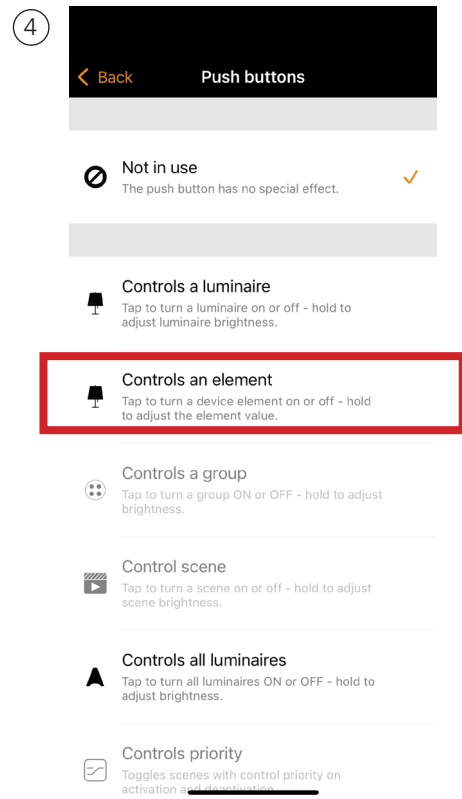 4
Back Push buttons
Not in use
The push button has no special effect.
Controls a luminaire
Tap to turn a luminaire on or off - hold to
adjust luminaire brightness.
Controls an element
Tap to turn a device element on or off - hold
to adjust the element value.
Controls a group
Tap to turn a group ON or OFF - hold to adjust
brightness.
Control scene
Tap to turn a scene on or off - hold to adjust
scene brightness.
Controls all luminaires
Tap to turn all luminaires ON or OFF - hold to
adjust brightness.
Controls priority
Toggles scenes with control priority on
activation and deactivation.